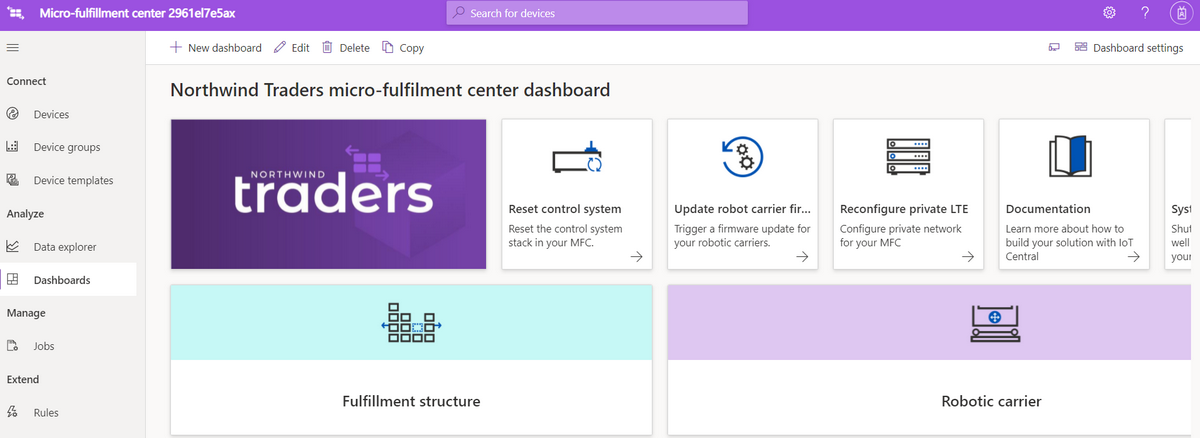 Micro-fulfillment center 2961el7e5ax
Search for devices
?
New dashboard
Edit
Delete
Copy
Dashboard settings
Connect
Devices
Device groups
Device templates
Analyze
Data explorer
Dashboards
Manage
Jobs
Extend
Rules
Northwind Traders micro-fulfilment center dashboard
NORTHWIND
traders
Reset control system
Reset the control system
stack in your MFC.
Update robot carrier fir...
Trigger a firmware update for
your robotic carriers.
Reconfigure private LTE
Configure private network
for your MFC
Documentation
Learn more about how to
build your solution with IoT
Central
Syst
Shut
well
your
Fulfillment structure
Robotic carrier